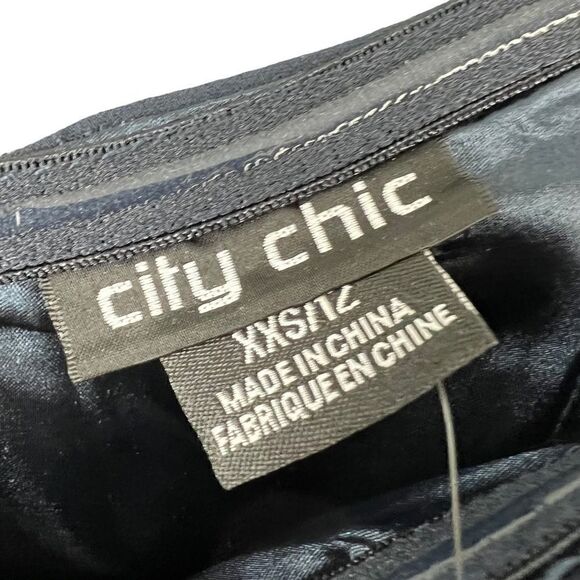 city chic
XXS/12
MADE IN CHINA
FABRIQUE EN CHINE